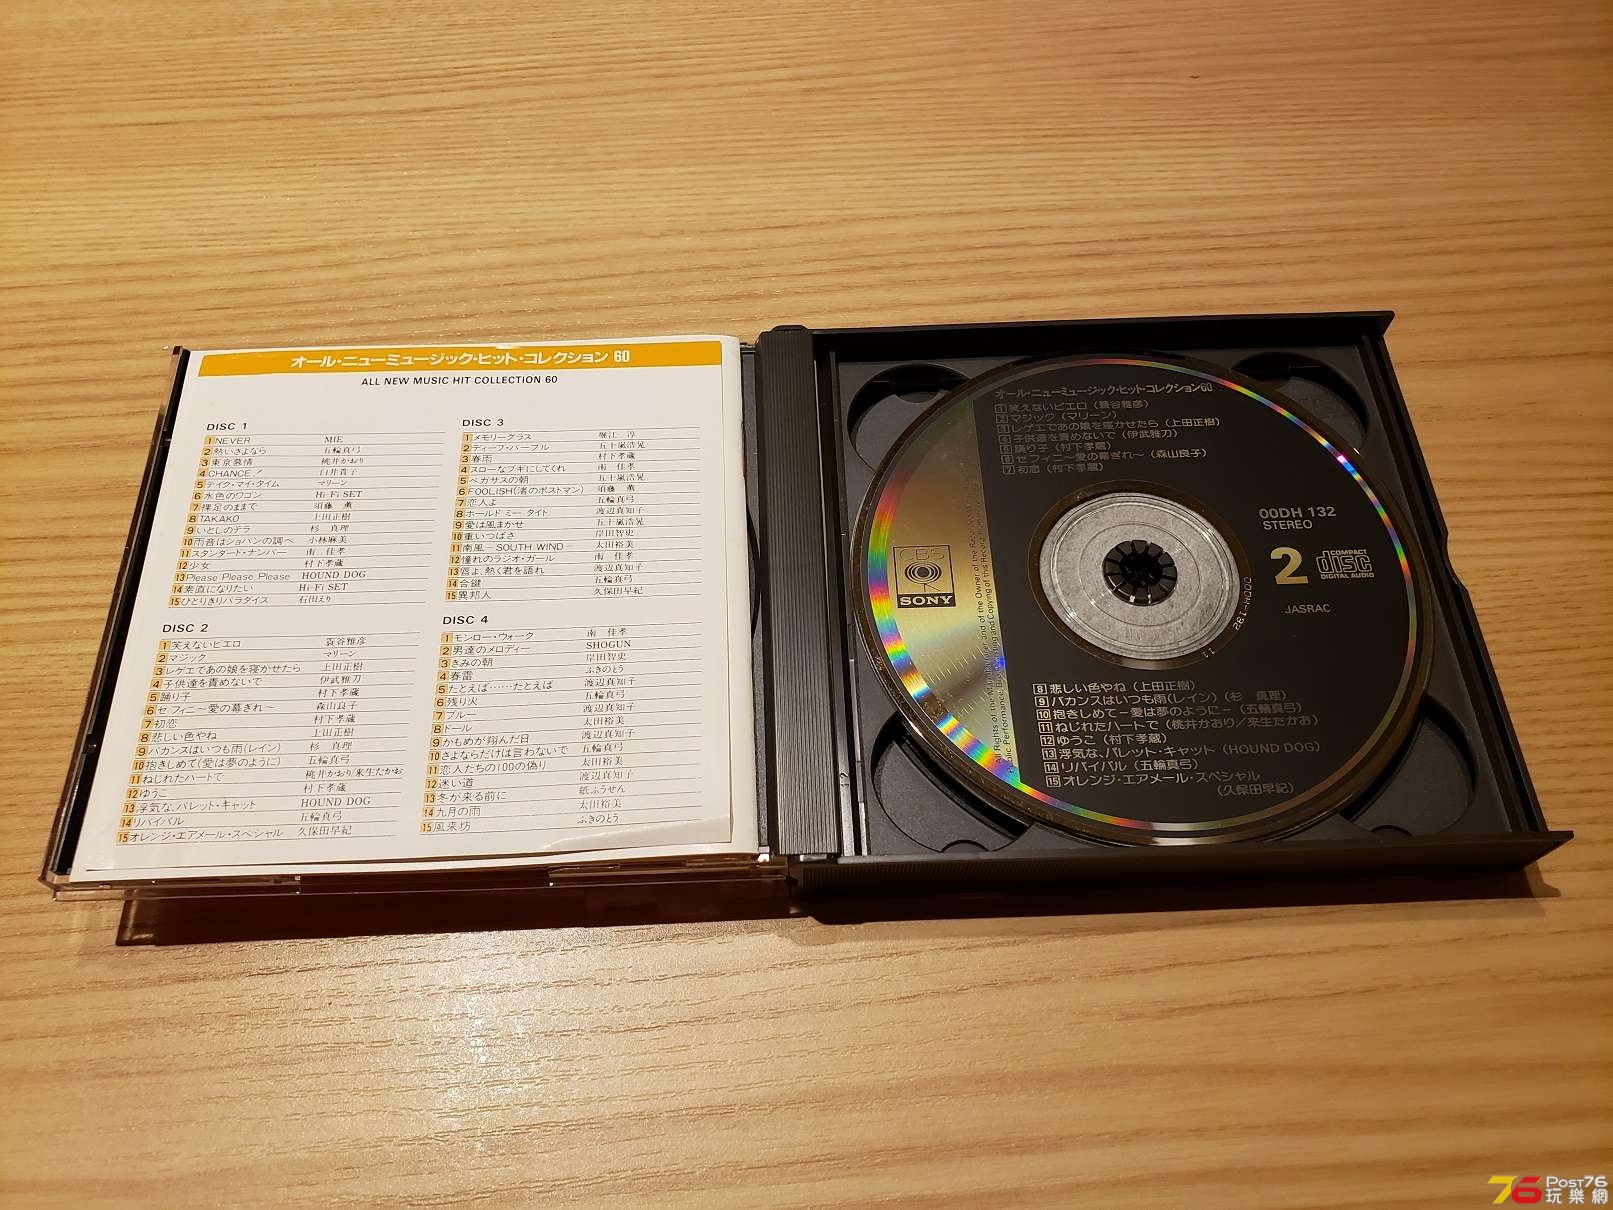 オール・ニューミュージック・ヒット・コレクション 60
ALL NEW MUSIC HIT COLLECTION 60
DISC 1
1 NEVER MIE
2 熱いさよなら 五輪真弓
3 東京慕情 桃井かおり
4 CHANCE! 白井貴子
5 テイク・マイ・タイム マリーン
6 水色のワゴン Hi-Fi SET
7 裸足のままで 須藤 薫
8 TAKAKO 上田正樹
9 いとしのテラ 杉 真理
10 雨音はショパンの調べ 小林麻美
11 スタンダード・ナンバー 南 佳孝
12 少女 村下孝蔵
13 Please, Please, Please HOUND DOG
14 素直になりたい Hi-Fi SET
15 ひとりきりパラダイス 石田えり
DISC 2
1 笑えないピエロ 箕谷雅彦
2 マジック マリーン
3 レゲエであの娘を寝かせたら 上田正樹
4 子供達を責めないで 伊武雅刀
5 踊り子 村下孝蔵
6 セフィニ～愛の幕ぎれ～ 森山良子
7 初恋 村下孝蔵
8 悲しい色やね 上田正樹
9 バカンスはいつも雨(レイン) 杉 真理
10 抱きしめて(愛は夢のように) 五輪真弓
11 ねじれたハートで 桃井かおり/来生たかお
12 ゆうこ 村下孝蔵
13 浮気な、パレット・キャット HOUND DOG
14 リバイバル 五輪真弓
15 オレンジ・エアメール・スペシャル 久保田早紀
DISC 3
1 メモリーグラス 堀江 淳
2 ディープ・パープル 五十嵐浩晃
3 春雨 村下孝蔵
4 スローなブギにしてくれ 南 佳孝
5 ペガサスの朝 五十嵐浩晃
6 FOOLISH(渚のポストマン) 須藤 薫
7 恋人よ 五輪真弓
8 ホールド ミー タイト 渡辺真知子
9 愛は風まかせ 五十嵐浩晃
10 重いつばさ 岸田智史
11 南風—SOUTH WIND— 太田裕美
12 憧れのラジオ・ガール 南 佳孝
13 唇よ、熱く君を語れ 渡辺真知子
14 合鍵 五輪真弓
15 異邦人 久保田早紀
DISC 4
1 モンロー・ウォーク 南 佳孝
2 男達のメロディー SHOGUN
3 きみの朝 岸田智史
4 春雷 ふきのとう
5 たとえば……たとえば 渡辺真知子
6 残り火 五輪真弓
7 ブルー 渡辺真知子
8 ドール 太田裕美
9 かもめが翔んだ日 渡辺真知子
10 さよならだけは言わないで 五輪真弓
11 恋人たちの100の偽り 太田裕美
12 迷い道 渡辺真知子
13 冬が来る前に 紙ふうせん
14 九月の雨 太田裕美
15 風来坊 ふきのとう
オール・ニューミュージック・ヒット・コレクション60
1 笑えないピエロ（箕谷雅彦）
2 マジック（マリーン）
3 レゲエであの娘を寝かせたら（上田正樹）
4 子供達を責めないで（伊武雅刀）
5 踊り子（村下孝蔵）
6 セフィニ～愛の幕ぎれ～（森山良子）
7 初恋（村下孝蔵）
00DH 132
STEREO
2
COMPACT
disc
DIGITAL AUDIO
JASRAC
CBS
SONY
00DH-132
11
8 悲しい色やね（上田正樹）
9 バカンスはいつも雨(レイン)（杉 真理）
10 抱きしめて－愛は夢のように－（五輪真弓）
11 ねじれたハートで（桃井かおり／来生たかお）
12 ゆうこ（村下孝蔵）
13 浮気な、パレット・キャット（HOUND DOG）
14 リバイバル（五輪真弓）
15 オレンジ・エアメール・スペシャル
（久保田早紀）
76 Post76
玩樂網